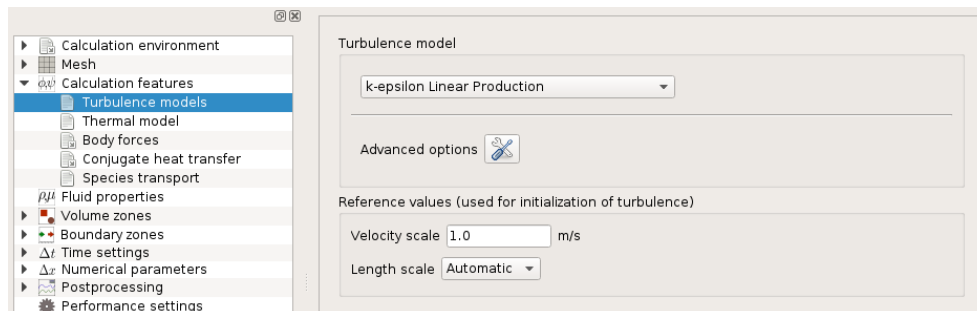 Calculation environment
Mesh
Calculation features
Turbulence models
Thermal model
Body forces
Conjugate heat transfer
Species transport
Fluid properties
Volume zones
Boundary zones
Δt Time settings
Δx Numerical parameters
Postprocessing
Performance settings
Turbulence model
k-epsilon Linear Production
Advanced options
Reference values (used for initialization of turbulence)
Velocity scale 1.0 m/s
Length scale Automatic